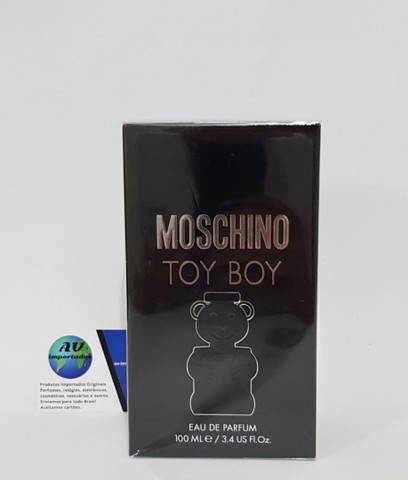 MOSCHINO
TOY BOY
EAU DE PARFUM
100 ML ℮ / 3.4 US Fl.Oz.
AV
importados
Produtos Importados Originais
Perfumes, relógios, eletrônicos,
cosméticos, vestuários e outros
Enviamos para todo Brasil
Aceitamos cartões.